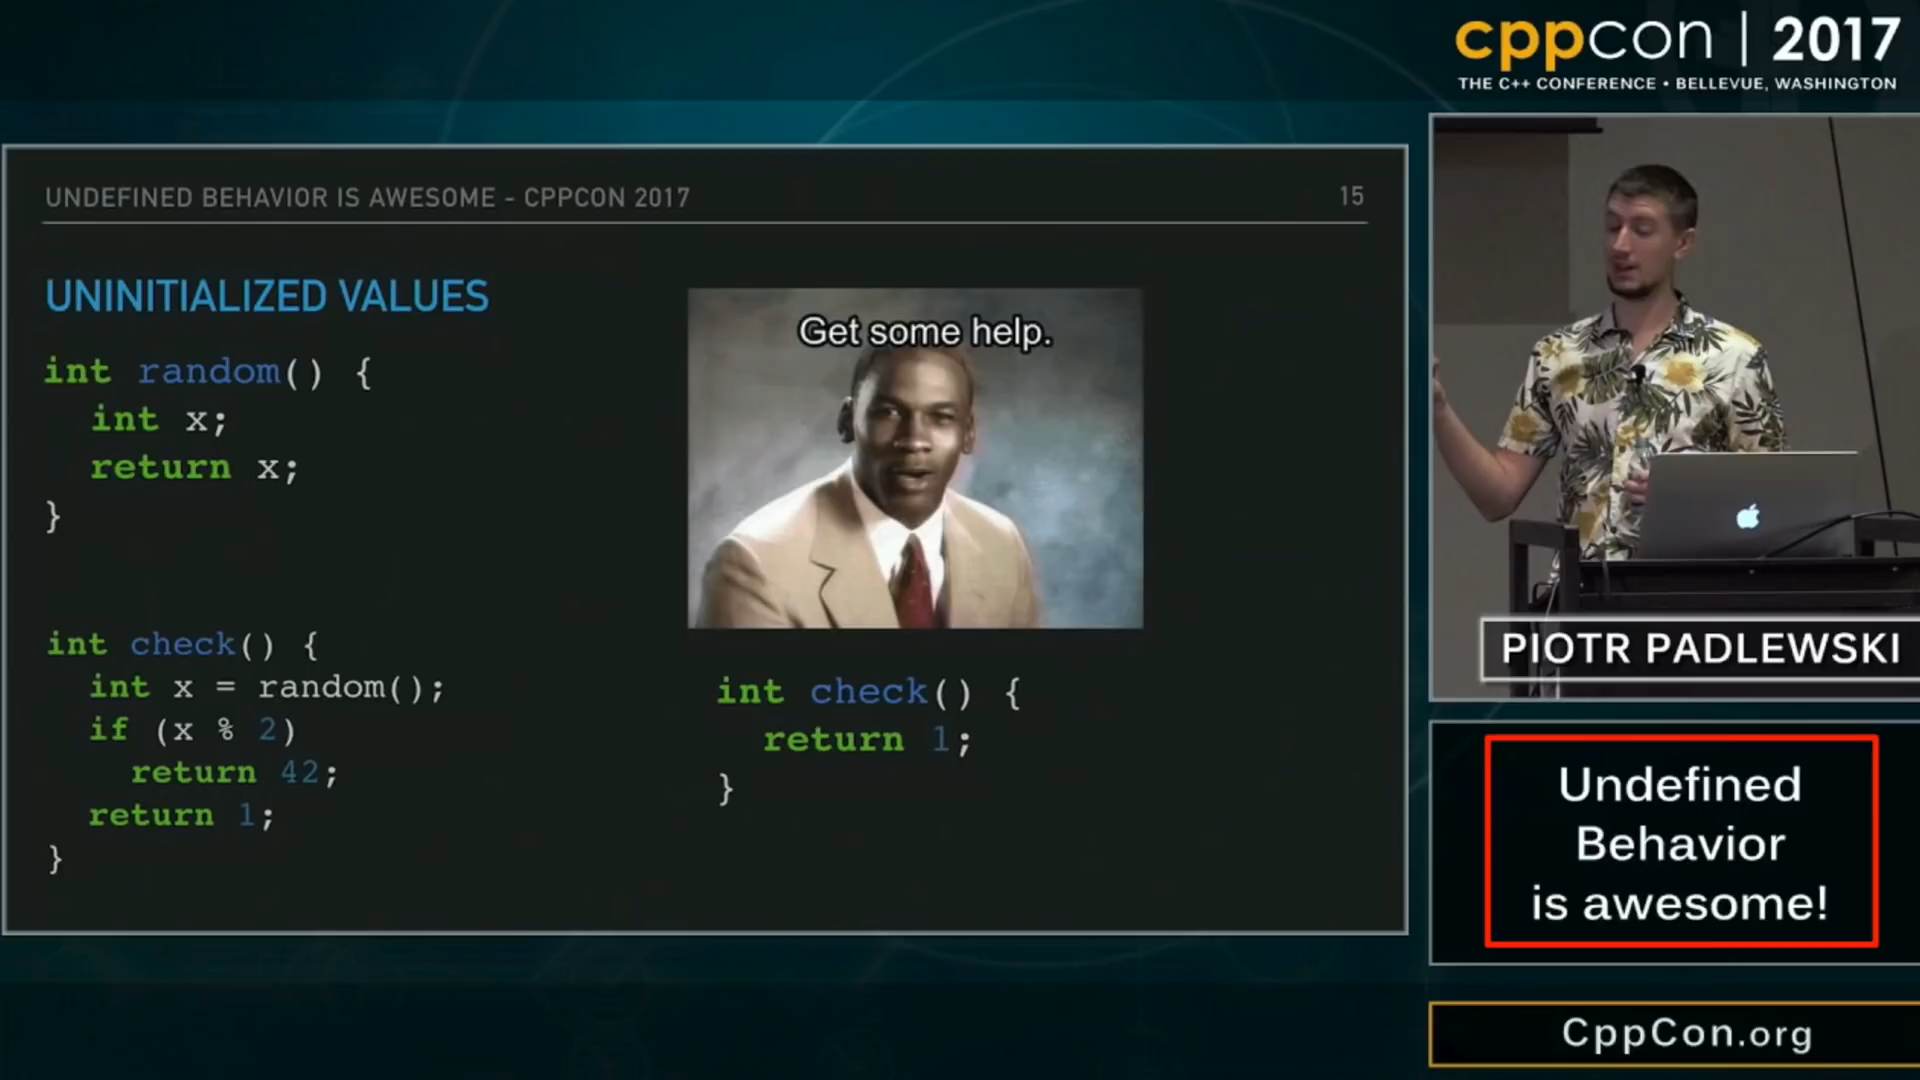 cppcon | 2017
THE C++ CONFERENCE • BELLEVUE, WASHINGTON
UNDEFINED BEHAVIOR IS AWESOME - CPPCON 2017
15
UNINITIALIZED VALUES
int random() {
int x;
return x;
}
int check() {
int x = random();
if (x % 2)
return 42;
return 1;
}
Get some help.
int check() {
return 1;
}
PIOTR PADLEWSKI
Undefined
Behavior
is awesome!
CppCon.org